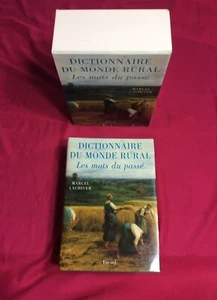 DICTIONNAIRE
DU MONDE RURAL
Les mots du passé
MARCEL
LACHIVER
DICTIONNAIRE
DU MONDE RURAL
Les mots du passé
MARCEL
LACHIVER
Fayard